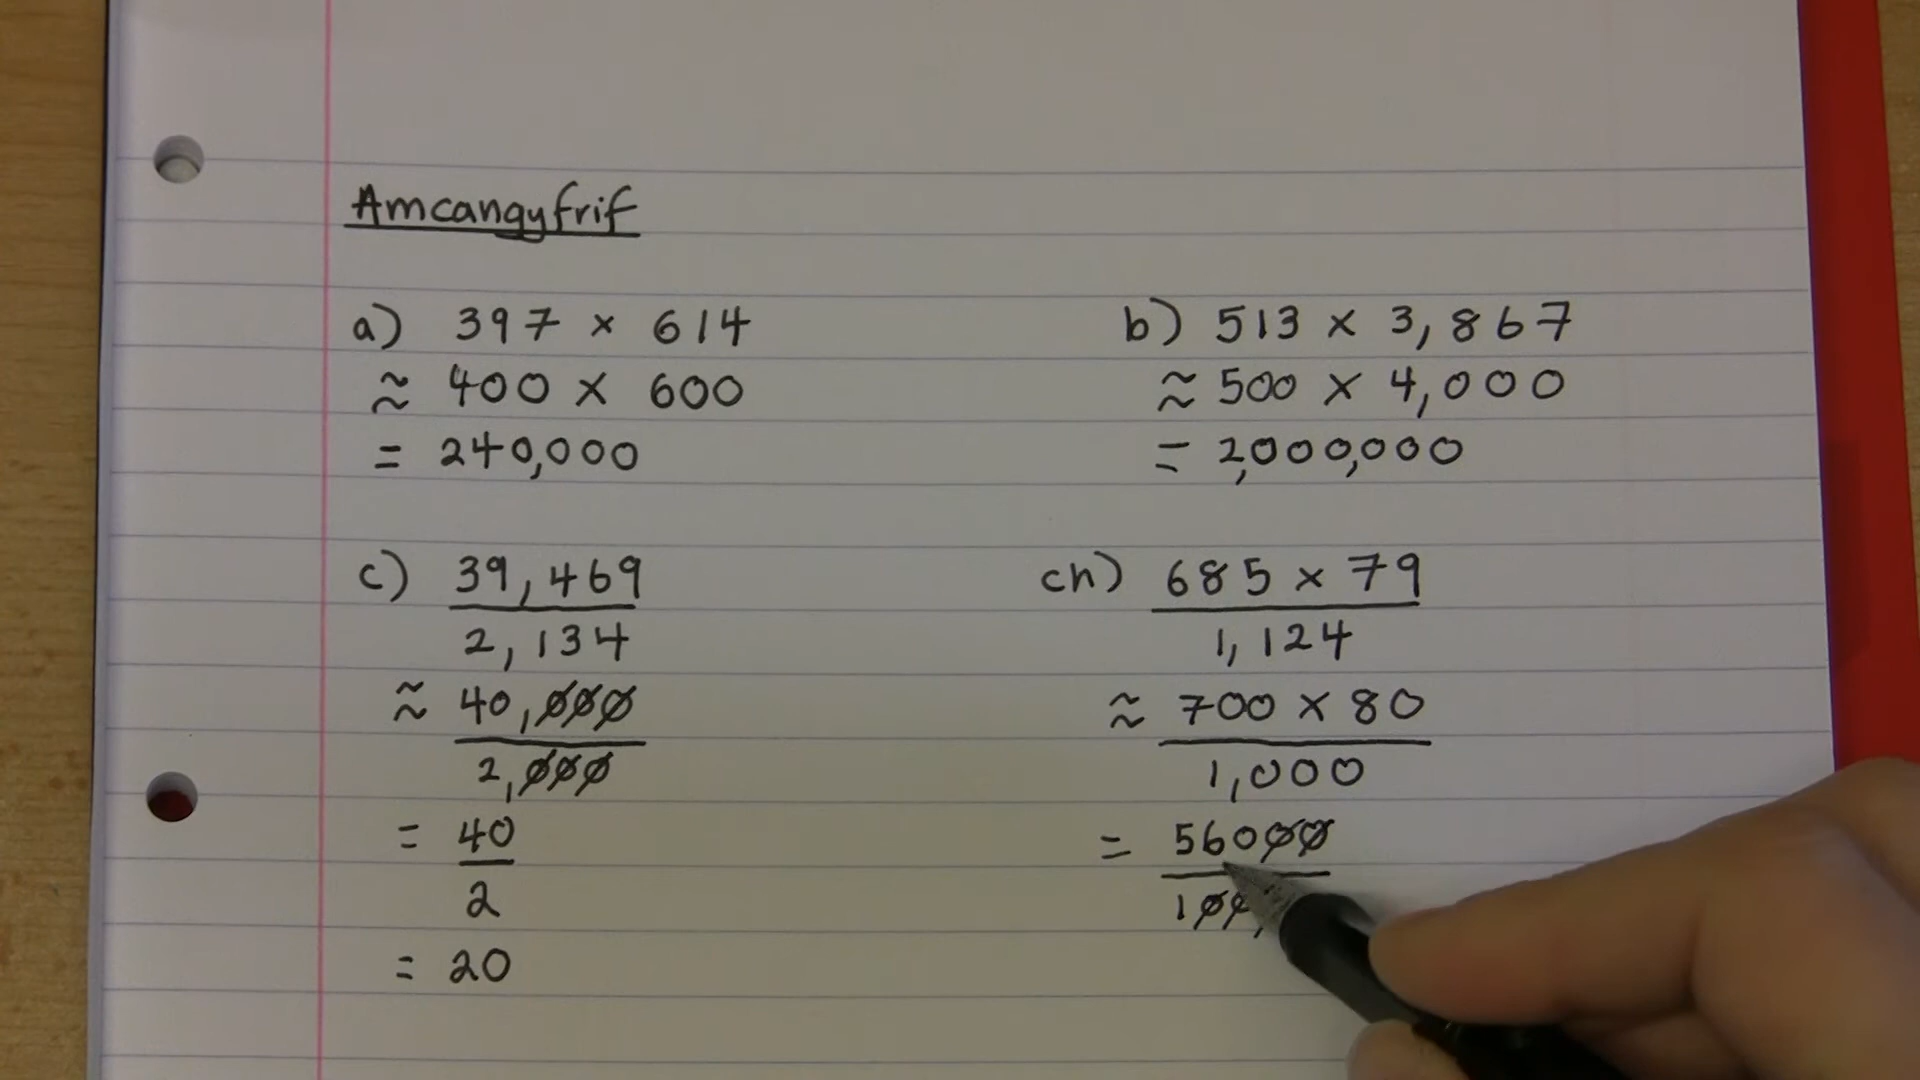 Amcangyfrif
a) 397 × 614
≈ 400 × 600
= 240,000
b) 513 × 3,867
≈ 500 × 4,000
= 2,000,000
c) 39,469
2,134
≈ 40,000
2,000
= 40
2
= 20
ch) 685 × 79
1,124
≈ 700 × 80
1,000
= 56000